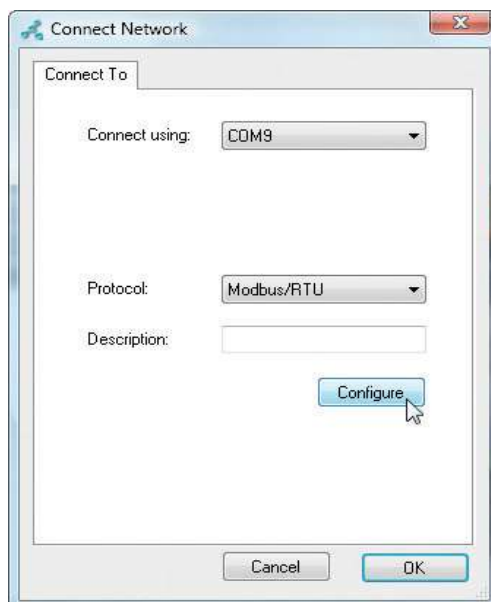 Connect Network
Connect To
Connect using: COM9
Protocol: Modbus/RTU
Description:
Configure
Cancel OK